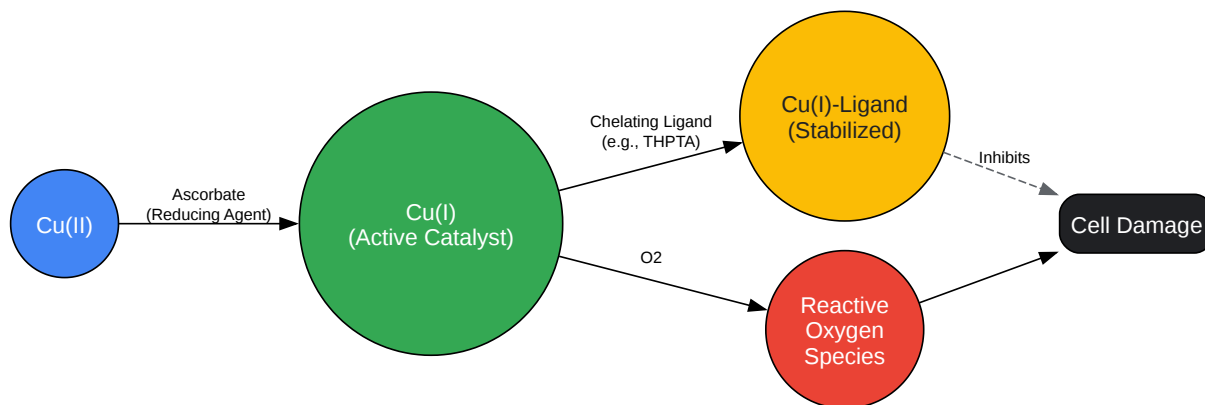 Cu(II)
Ascorbate
(Reducing Agent)
Cu(I)
(Active Catalyst)
Chelating Ligand
(e.g., THPTA)
Cu(I)-Ligand
(Stabilized)
Inhibits
O2
Reactive
Oxygen
Species
Cell Damage